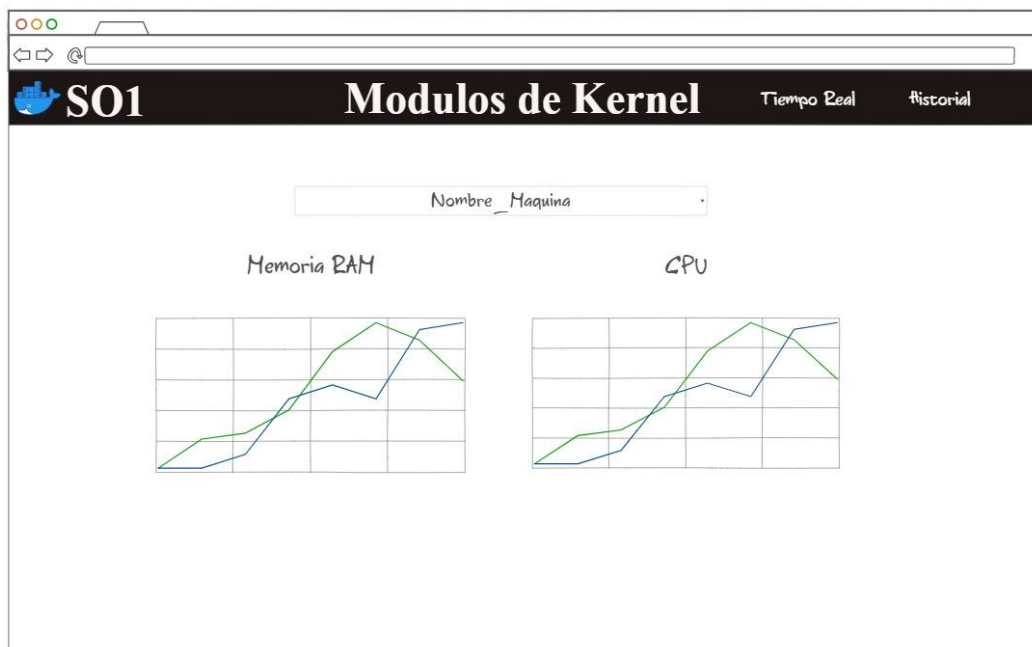 SO1
Modulos de Kernel
Tiempo Real
Historial
Nombre_Maquina
Memoria RAM
CPU